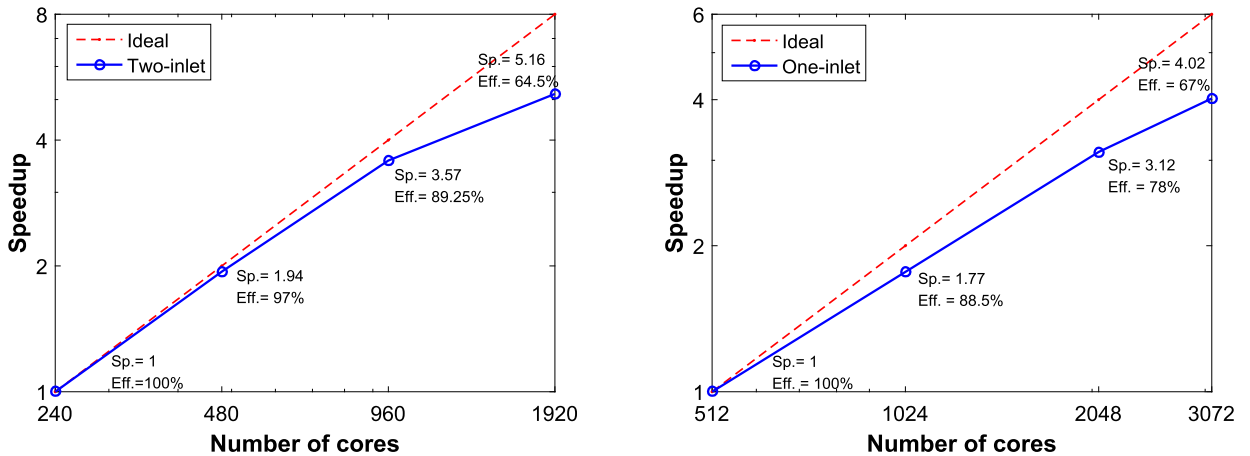 8
4
2
1
Speedup
Ideal
Two-inlet
Sp.= 5.16
Eff.= 64.5%
Sp.= 3.57
Eff.= 89.25%
Sp.= 1.94
Eff.= 97%
Sp.= 1
Eff.=100%
240 480 960 1920
Number of cores
6
4
2
1
Speedup
Ideal
One-inlet
Sp.= 4.02
Eff. = 67%
Sp.= 3.12
Eff. = 78%
Sp.= 1.77
Eff. = 88.5%
Sp.= 1
Eff. = 100%
512 1024 2048 3072
Number of cores